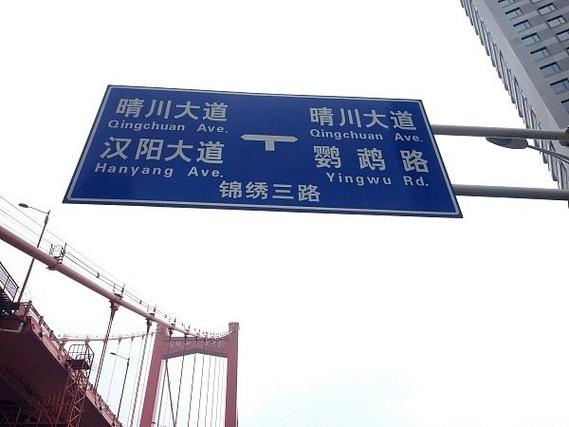 晴川大道
Qingchuan Ave.
汉阳大道
Hanyang Ave.
晴川大道
Qingchuan Ave.
鹦鹉路
Yingwu Rd.
锦绣三路